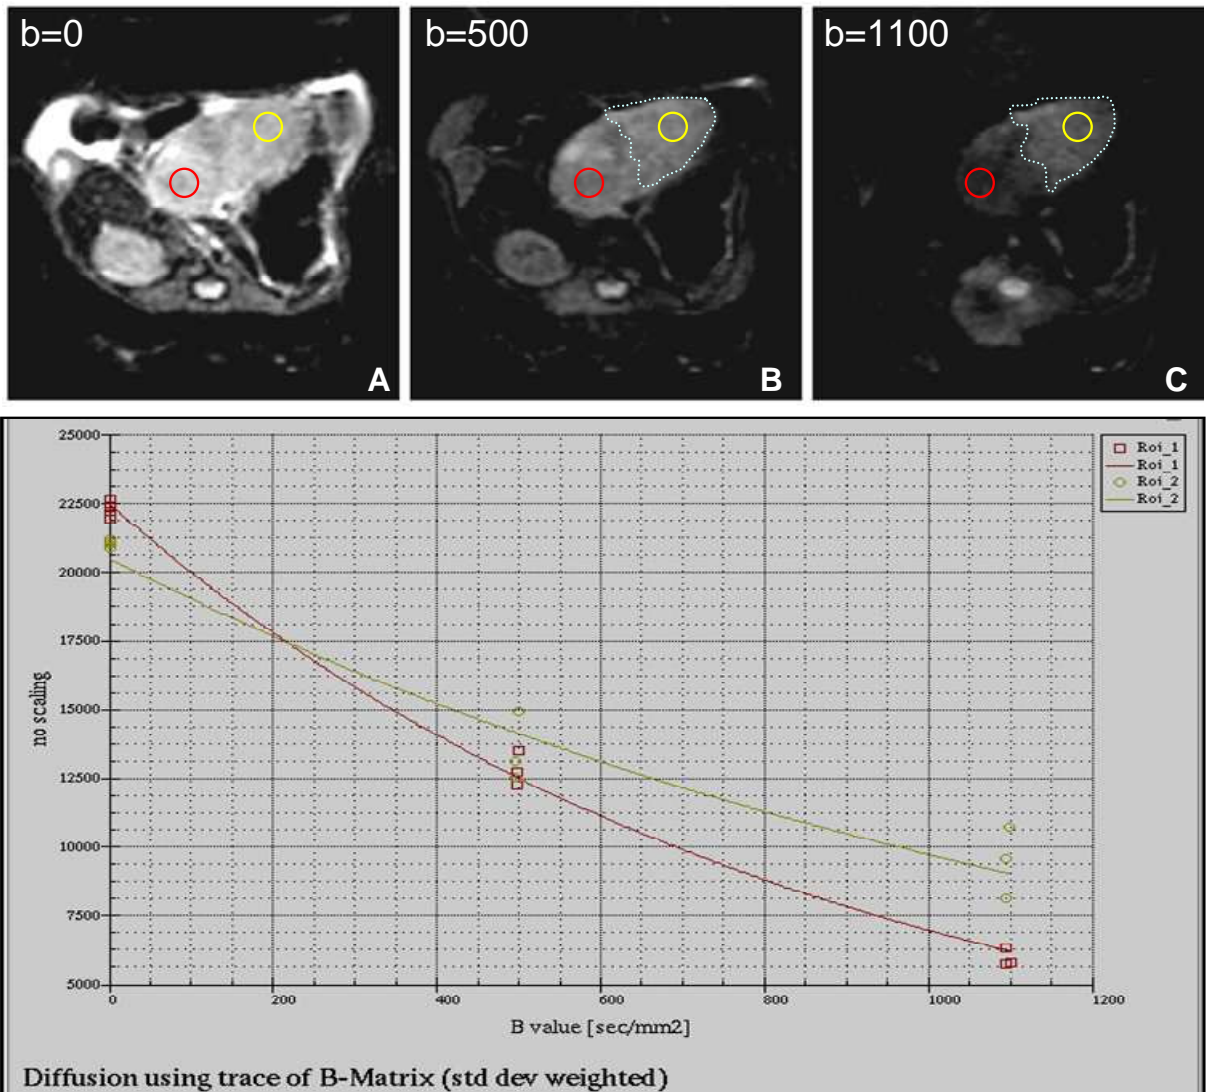 b=0
b=500
b=1100
A
B
C
25000
22500
20000
17500
15000
12500
10000
7500
5000
no scaling
0
200
400
600
800
1000
1200
B value [sec/mm2]
Roi_1
Roi_1
Roi_2
Roi_2
Diffusion using trace of B-Matrix (std dev weighted)